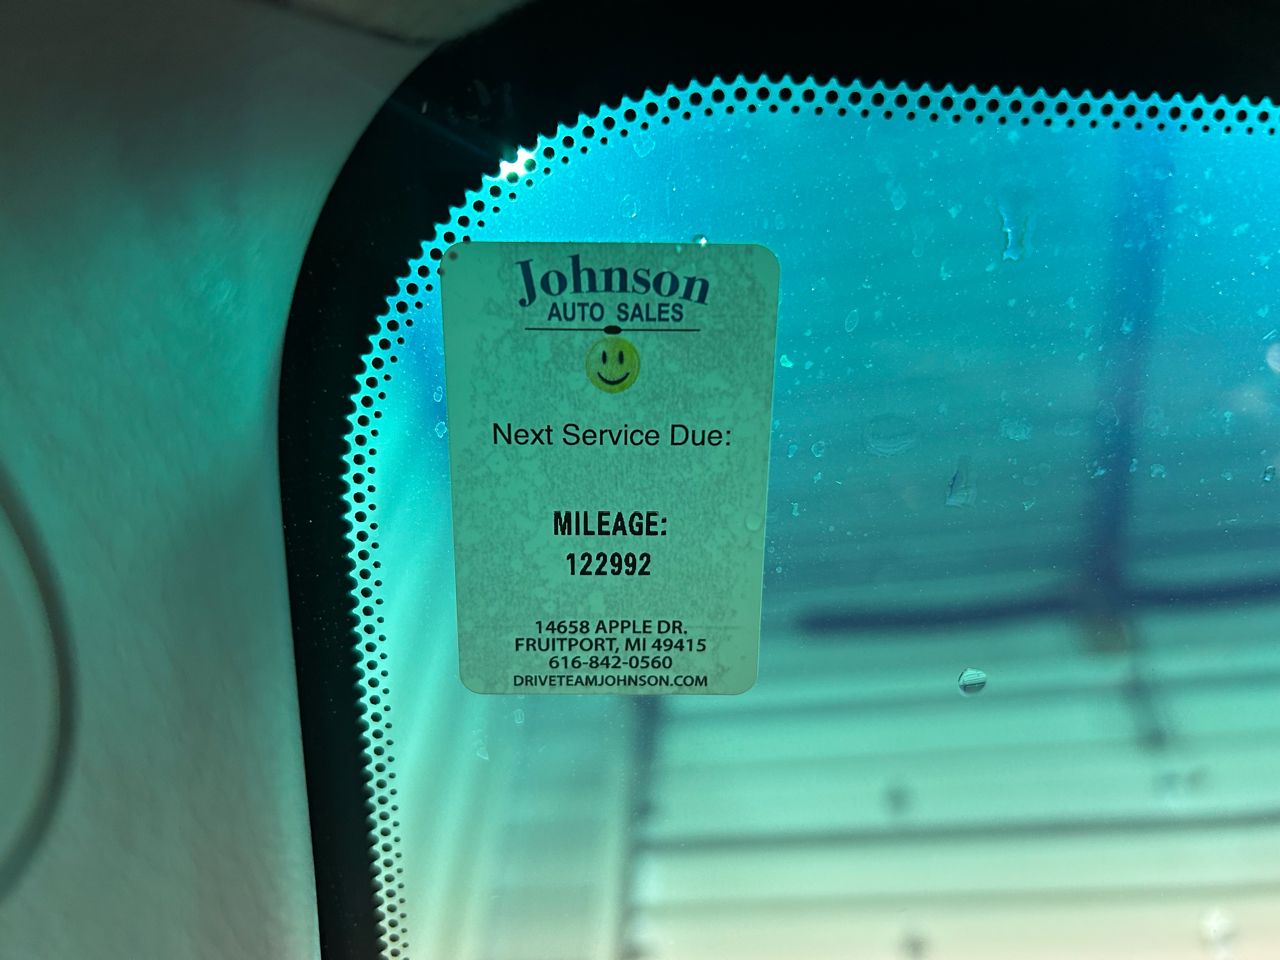 Johnson
AUTO SALES
Next Service Due:
MILEAGE:
122992
14658 APPLE DR.
FRUITPORT, MI 49415
616-842-0560
DRIVETEAMJOHNSON.COM